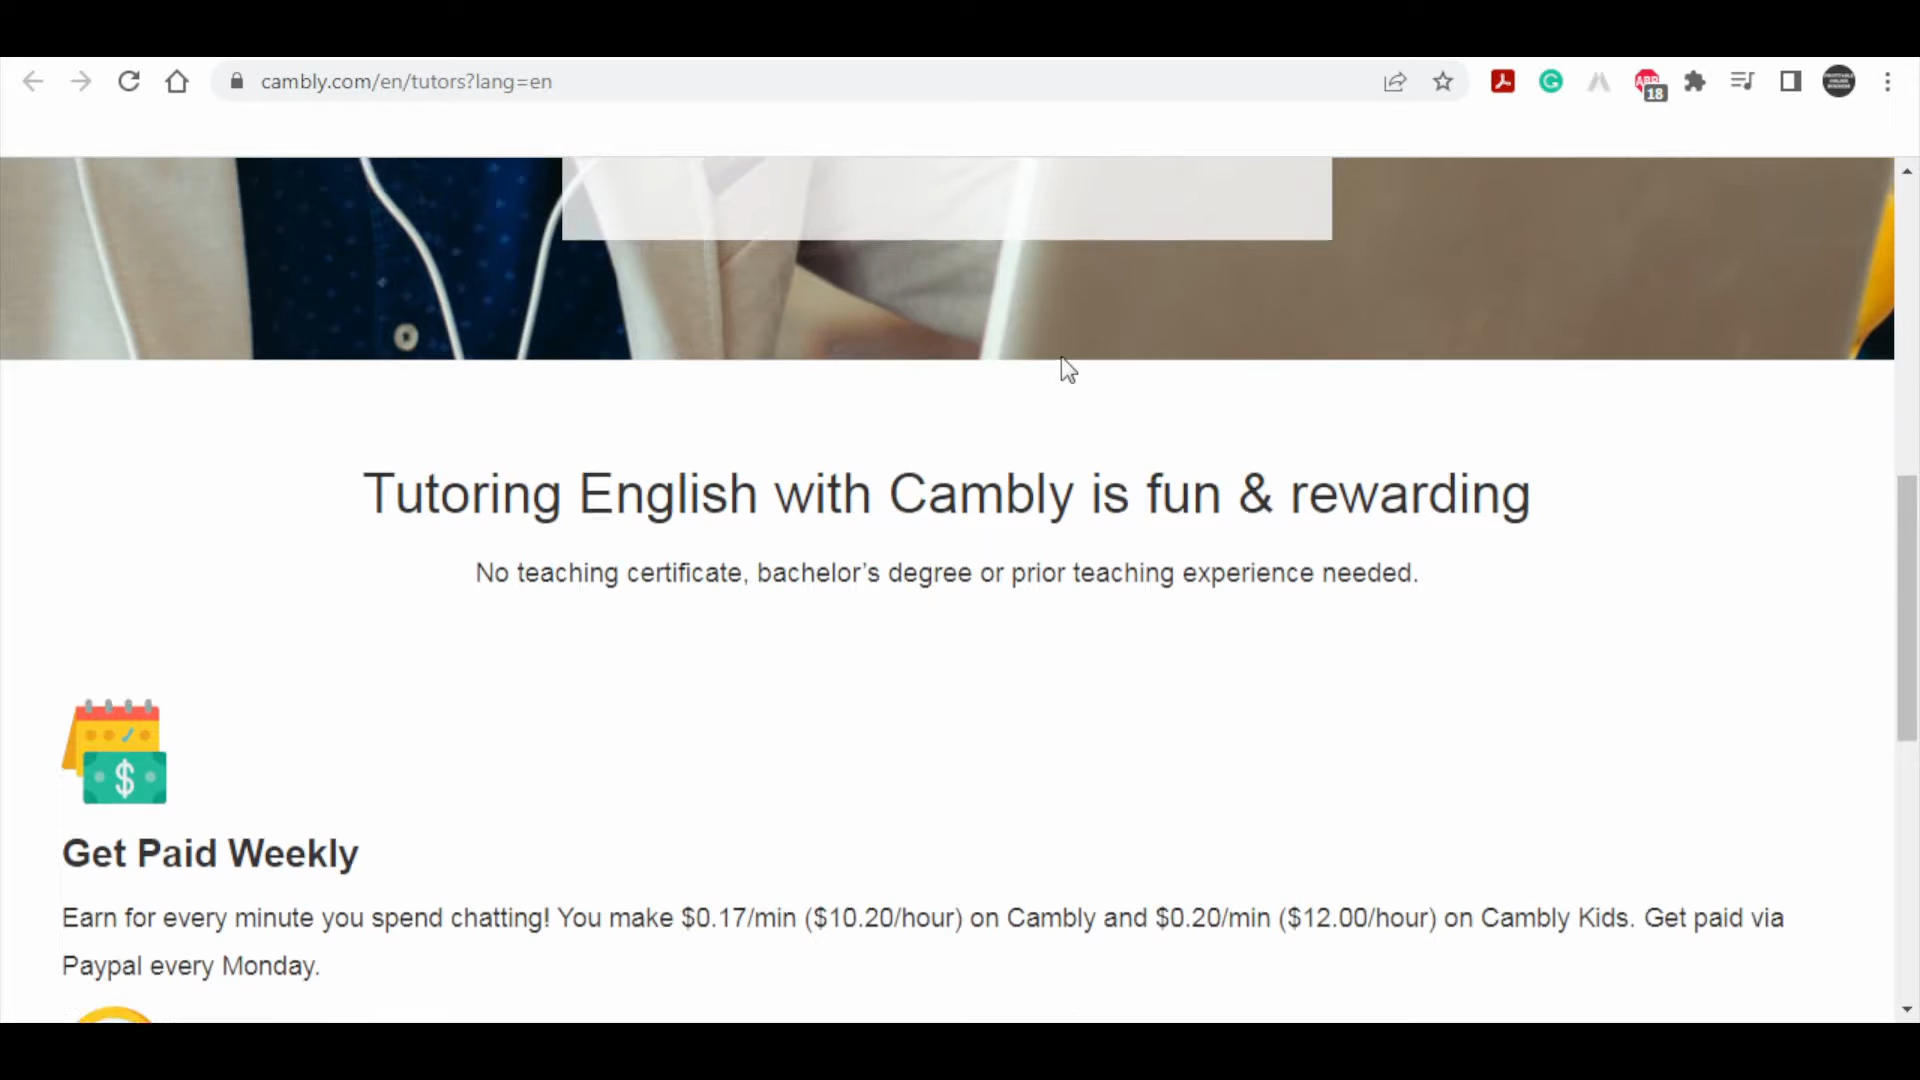 cambly.com/en/tutors?lang=en
ABP
18
Tutoring English with Cambly is fun & rewarding
No teaching certificate, bachelor’s degree or prior teaching experience needed.
$
Get Paid Weekly
Earn for every minute you spend chatting! You make $0.17/min ($10.20/hour) on Cambly and $0.20/min ($12.00/hour) on Cambly Kids. Get paid via
Paypal every Monday.